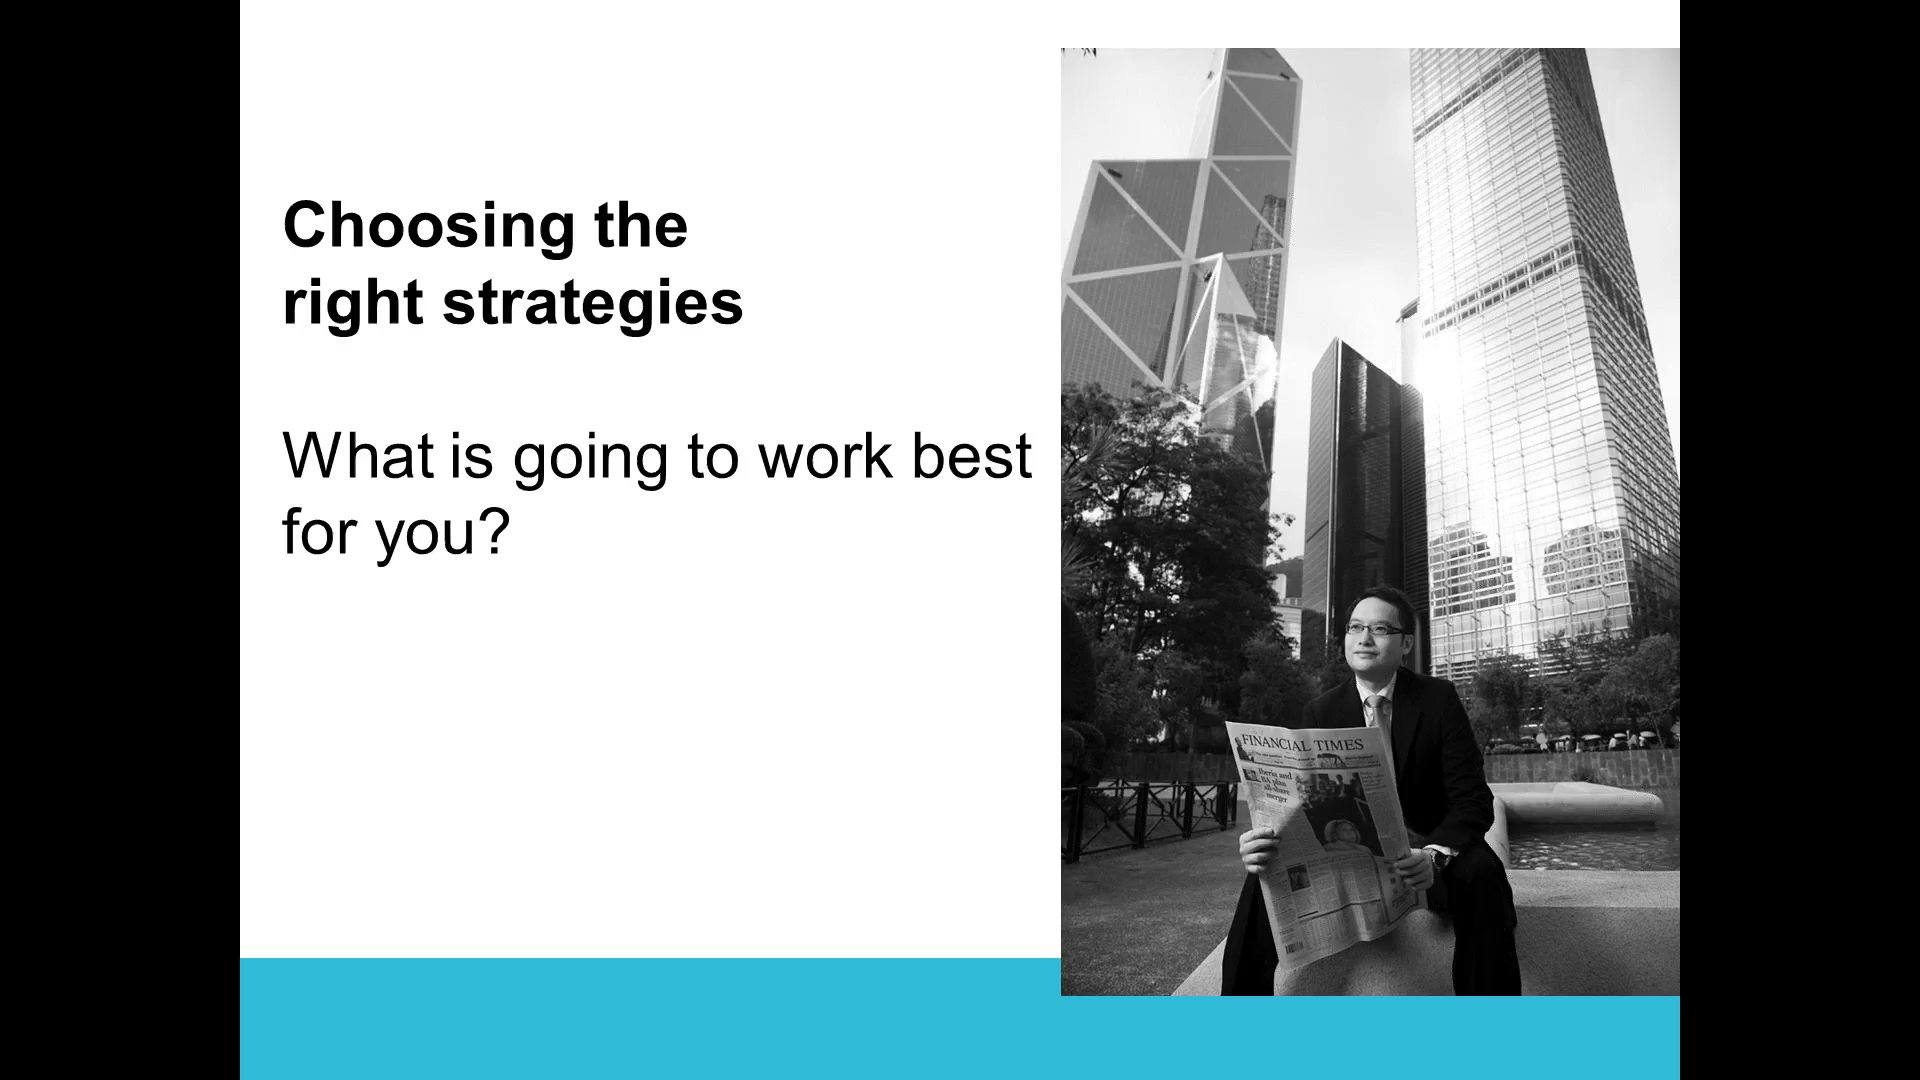 Choosing the
right strategies
What is going to work best
for you?
FINANCIAL TIMES
Iberia and
BA plan
all-share
merger